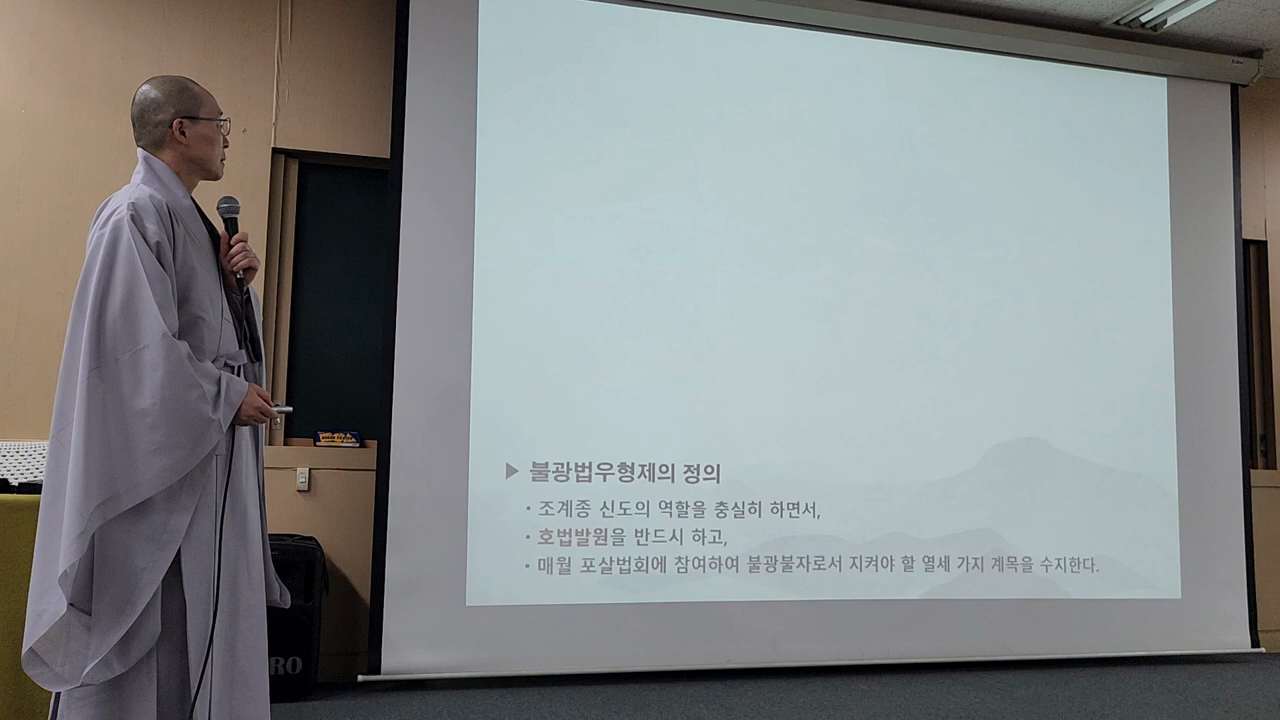 ▶ 불광법우형제의 정의
• 조계종 신도의 역할을 충실히 하면서,
• 호법발원을 반드시 하고,
• 매월 포살법회에 참여하여 불광불자로서 지켜야 할 열세 가지 계목을 수지한다.
RO